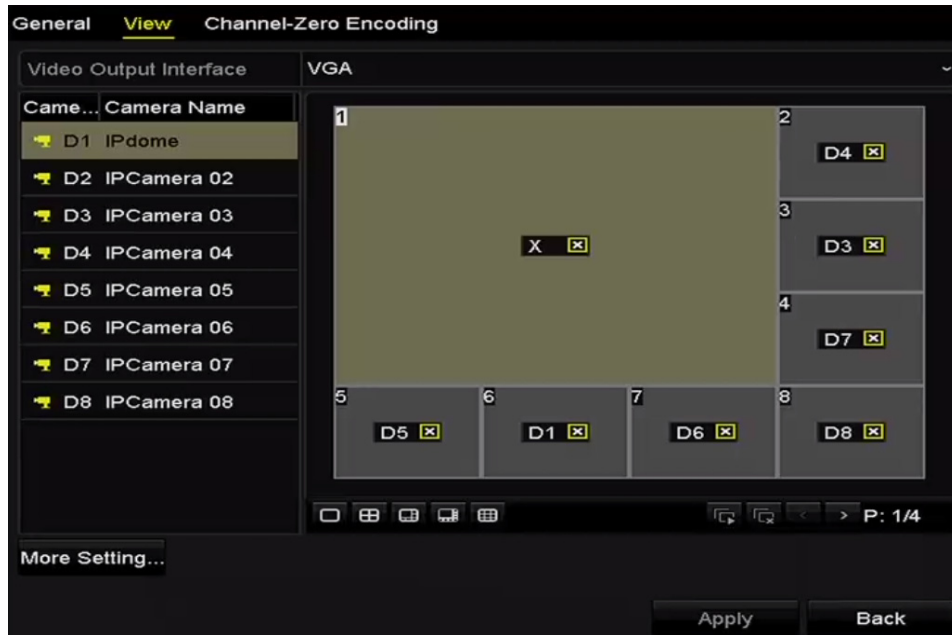 General View Channel-Zero Encoding
Video Output Interface VGA
Came... Camera Name
D1 IPdome
D2 IPCamera 02
D3 IPCamera 03
D4 IPCamera 04
D5 IPCamera 05
D6 IPCamera 06
D7 IPCamera 07
D8 IPCamera 08
1
X
2
D4
3
D3
4
D7
5
D5
6
D1
7
D6
8
D8
P: 1/4
More Setting...
Apply Back